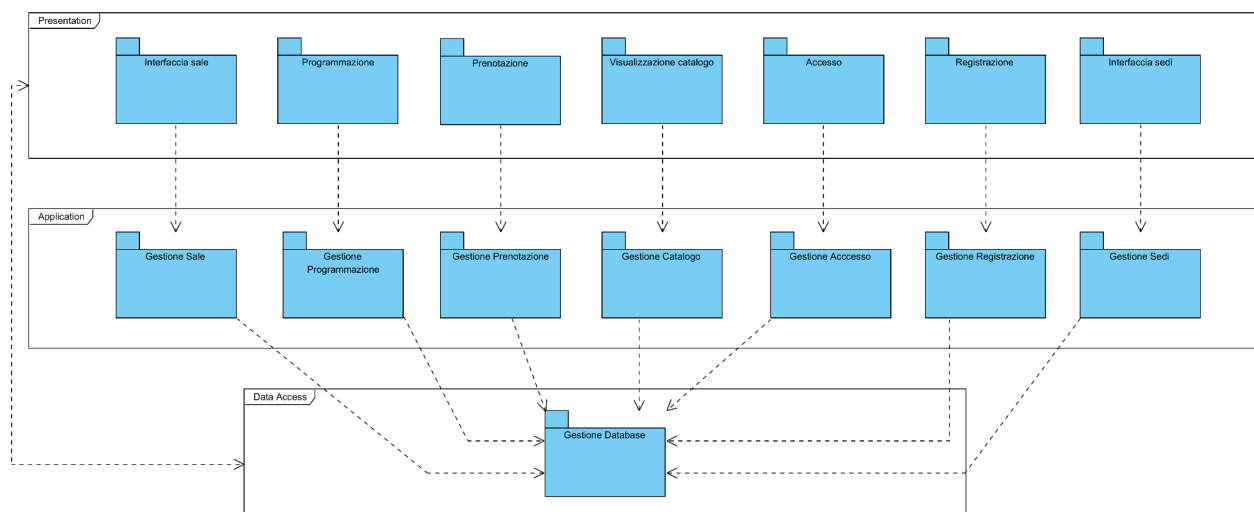 Presentation
Interfaccia sale
Programmazione
Prenotazione
Visualizzazione catalogo
Accesso
Registrazione
Interfaccia sedi
Application
Gestione Sale
Gestione
Programmazione
Gestione Prenotazione
Gestione Catalogo
Gestione Acccesso
Gestione Registrazione
Gestione Sedi
Data Access
Gestione Database